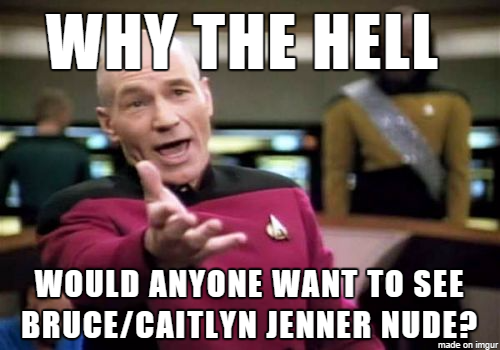 WHY THE HELL
WOULD ANYONE WANT TO SEE
BRUCE/CAITLYN JENNER NUDE?
made on imgur